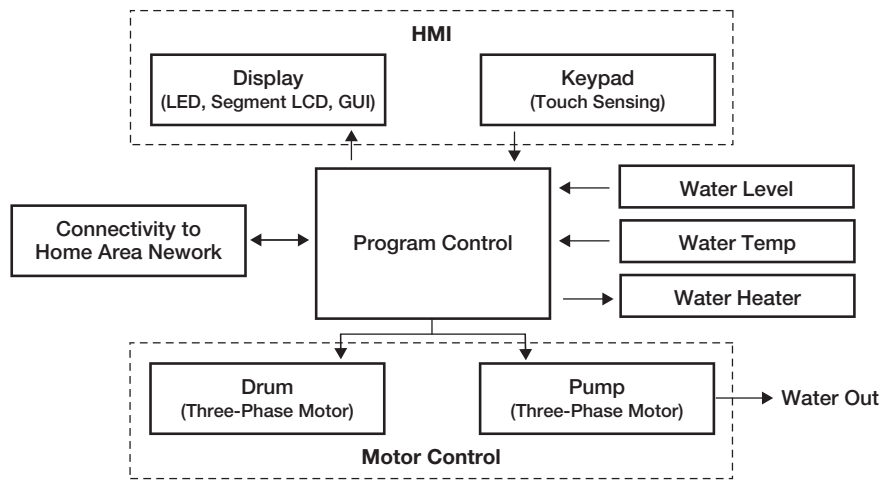 HMI
Display
(LED, Segment LCD, GUI)
Keypad
(Touch Sensing)
Connectivity to
Home Area Nework
Program Control
Water Level
Water Temp
Water Heater
Drum
(Three-Phase Motor)
Pump
(Three-Phase Motor)
Water Out
Motor Control